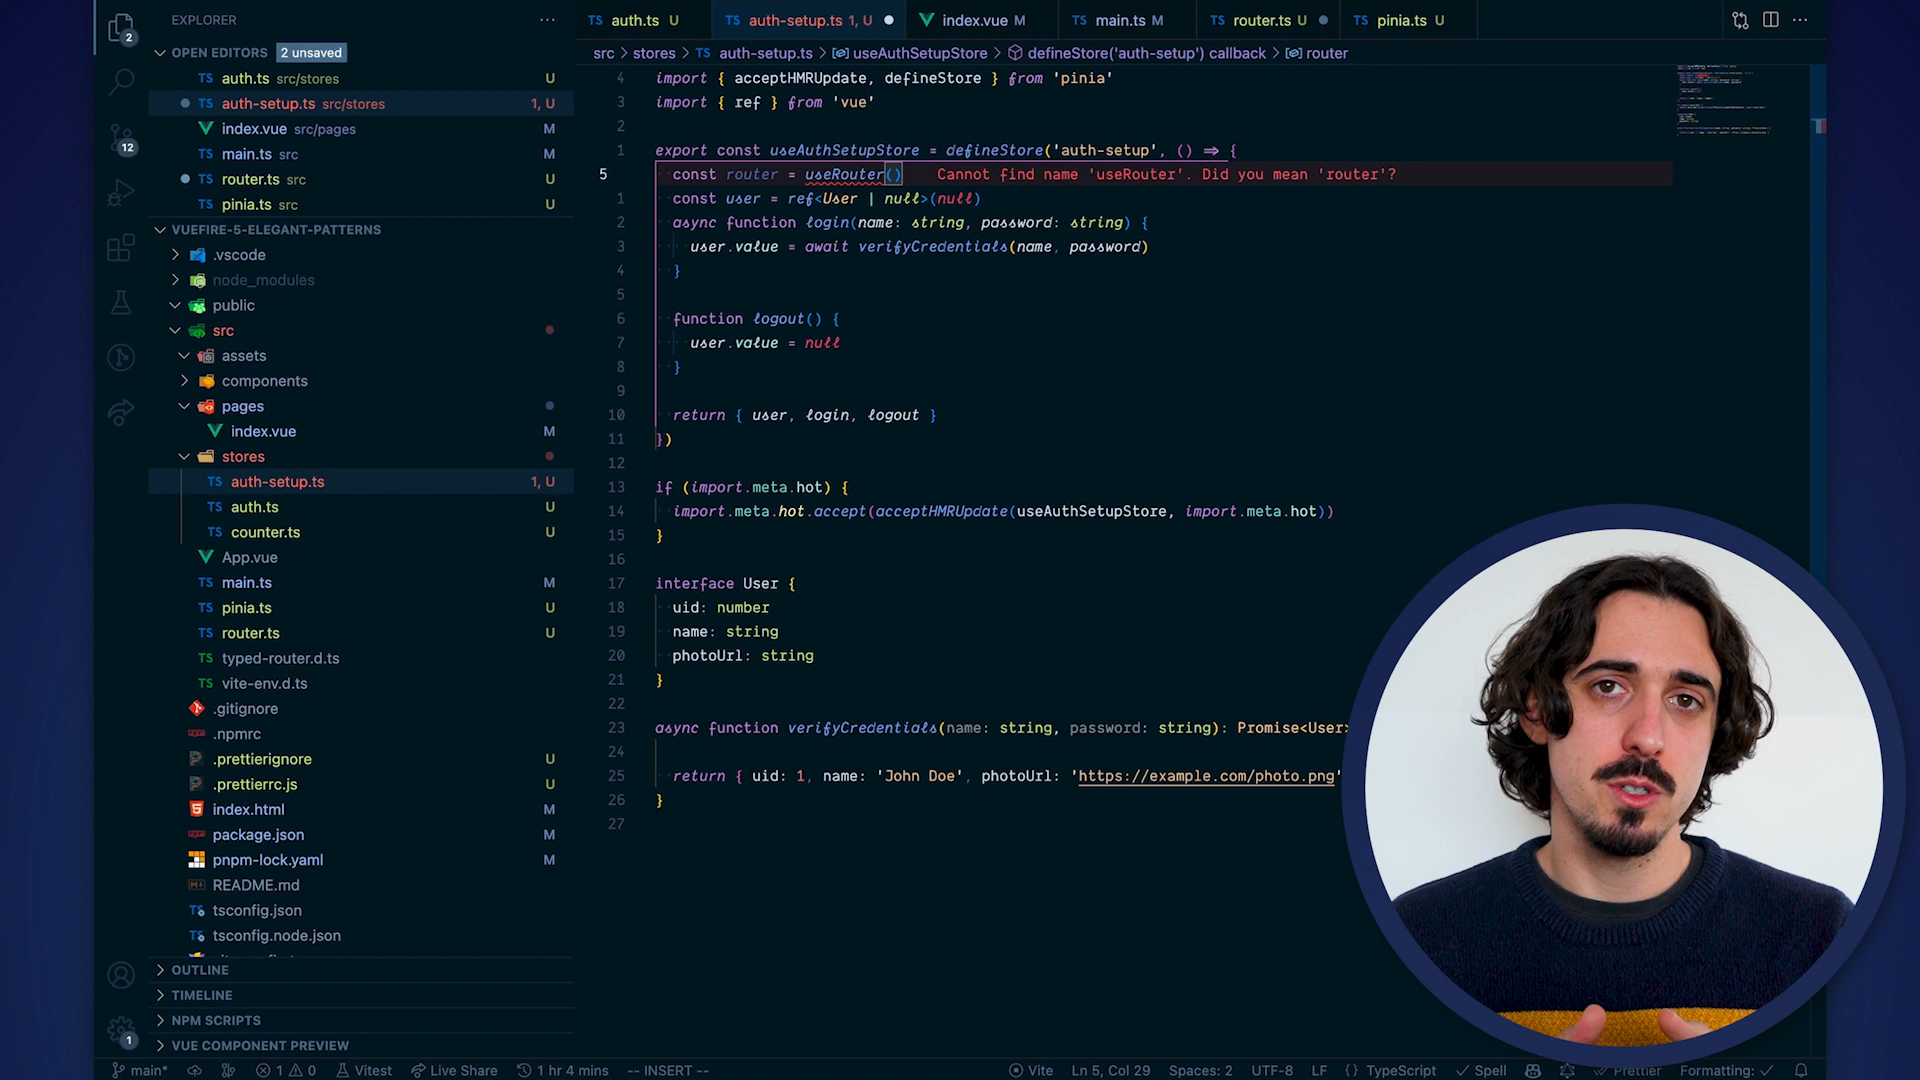 EXPLORER
OPEN EDITORS 2 unsaved
auth.ts src/stores U
auth-setup.ts src/stores 1, U
index.vue src/pages M
main.ts src M
router.ts src U
pinia.ts src U
VUEFIRE-5-ELEGANT-PATTERNS
.vscode
node_modules
public
src
assets
components
pages
index.vue M
stores
auth-setup.ts 1, U
auth.ts U
counter.ts U
App.vue
main.ts M
pinia.ts U
router.ts U
typed-router.d.ts
vite-env.d.ts
.gitignore
.npmrc
.prettierignore U
.prettierrc.js U
index.html M
package.json M
pnpm-lock.yaml M
README.md
tsconfig.json
tsconfig.node.json
OUTLINE
TIMELINE
NPM SCRIPTS
VUE COMPONENT PREVIEW
2
12
1
TS auth.ts U TS auth-setup.ts 1, U index.vue M TS main.ts M TS router.ts U TS pinia.ts U
src > stores > TS auth-setup.ts > useAuthSetupStore > defineStore('auth-setup') callback > router
4 import { acceptHMRUpdate, defineStore } from 'pinia'
3 import { ref } from 'vue'
2
1 export const useAuthSetupStore = defineStore('auth-setup', () => {
5 const router = useRouter() Cannot find name 'useRouter'. Did you mean 'router'?
1 const user = ref<User | null>(null)
2 async function login(name: string, password: string) {
3 user.value = await verifyCredentials(name, password)
4 }
5
6 function logout() {
7 user.value = null
8 }
9
10 return { user, login, logout }
11 })
12
13 if (import.meta.hot) {
14 import.meta.hot.accept(acceptHMRUpdate(useAuthSetupStore, import.meta.hot))
15 }
16
17 interface User {
18 uid: number
19 name: string
20 photoUrl: string
21 }
22
23 async function verifyCredentials(name: string, password: string): Promise<User>
24
25 return { uid: 1, name: 'John Doe', photoUrl: 'https://example.com/photo.png'
26 }
27
main* 1 0 Vitest Live Share 1 hr 4 mins -- INSERT -- Vite Ln 5, Col 29 Spaces: 2 UTF-8 LF {} TypeScript Spell Prettier Formatting: